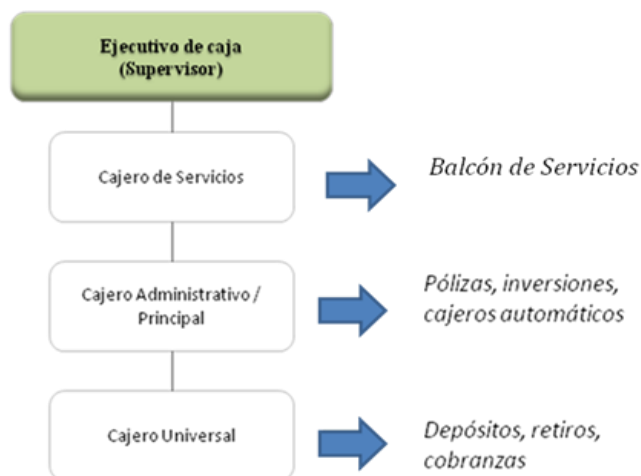 Ejecutivo de caja
(Supervisor)
Cajero de Servicios
Balcón de Servicios
Cajero Administrativo /
Principal
Pólizas, inversiones,
cajeros automáticos
Cajero Universal
Depósitos, retiros,
cobranzas